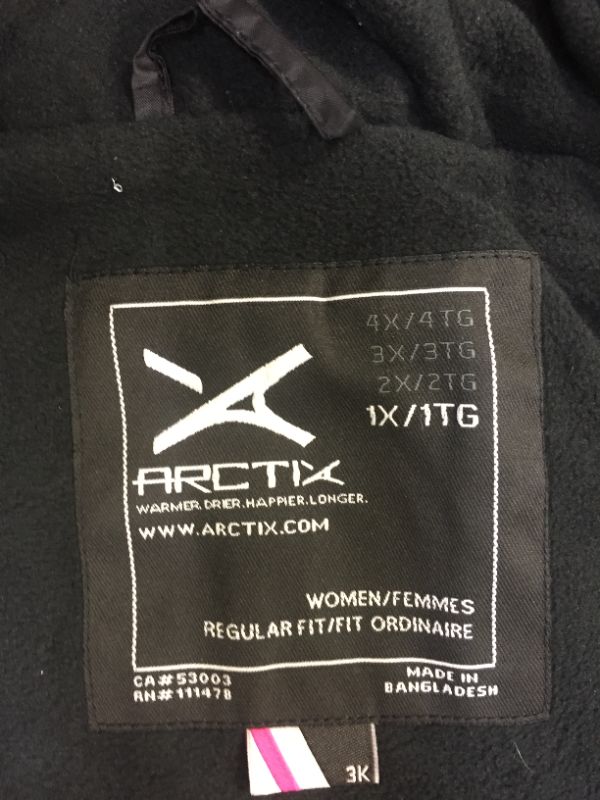 4X/4TG
3X/3TG
2X/2TG
1X/1TG
ARCTIX
WARMER. DRIER. HAPPIER. LONGER.
WWW.ARCTIX.COM
WOMEN/FEMMES
REGULAR FIT/FIT ORDINAIRE
CA# 53003
RN# 111478
MADE IN
BANGLADESH
3K